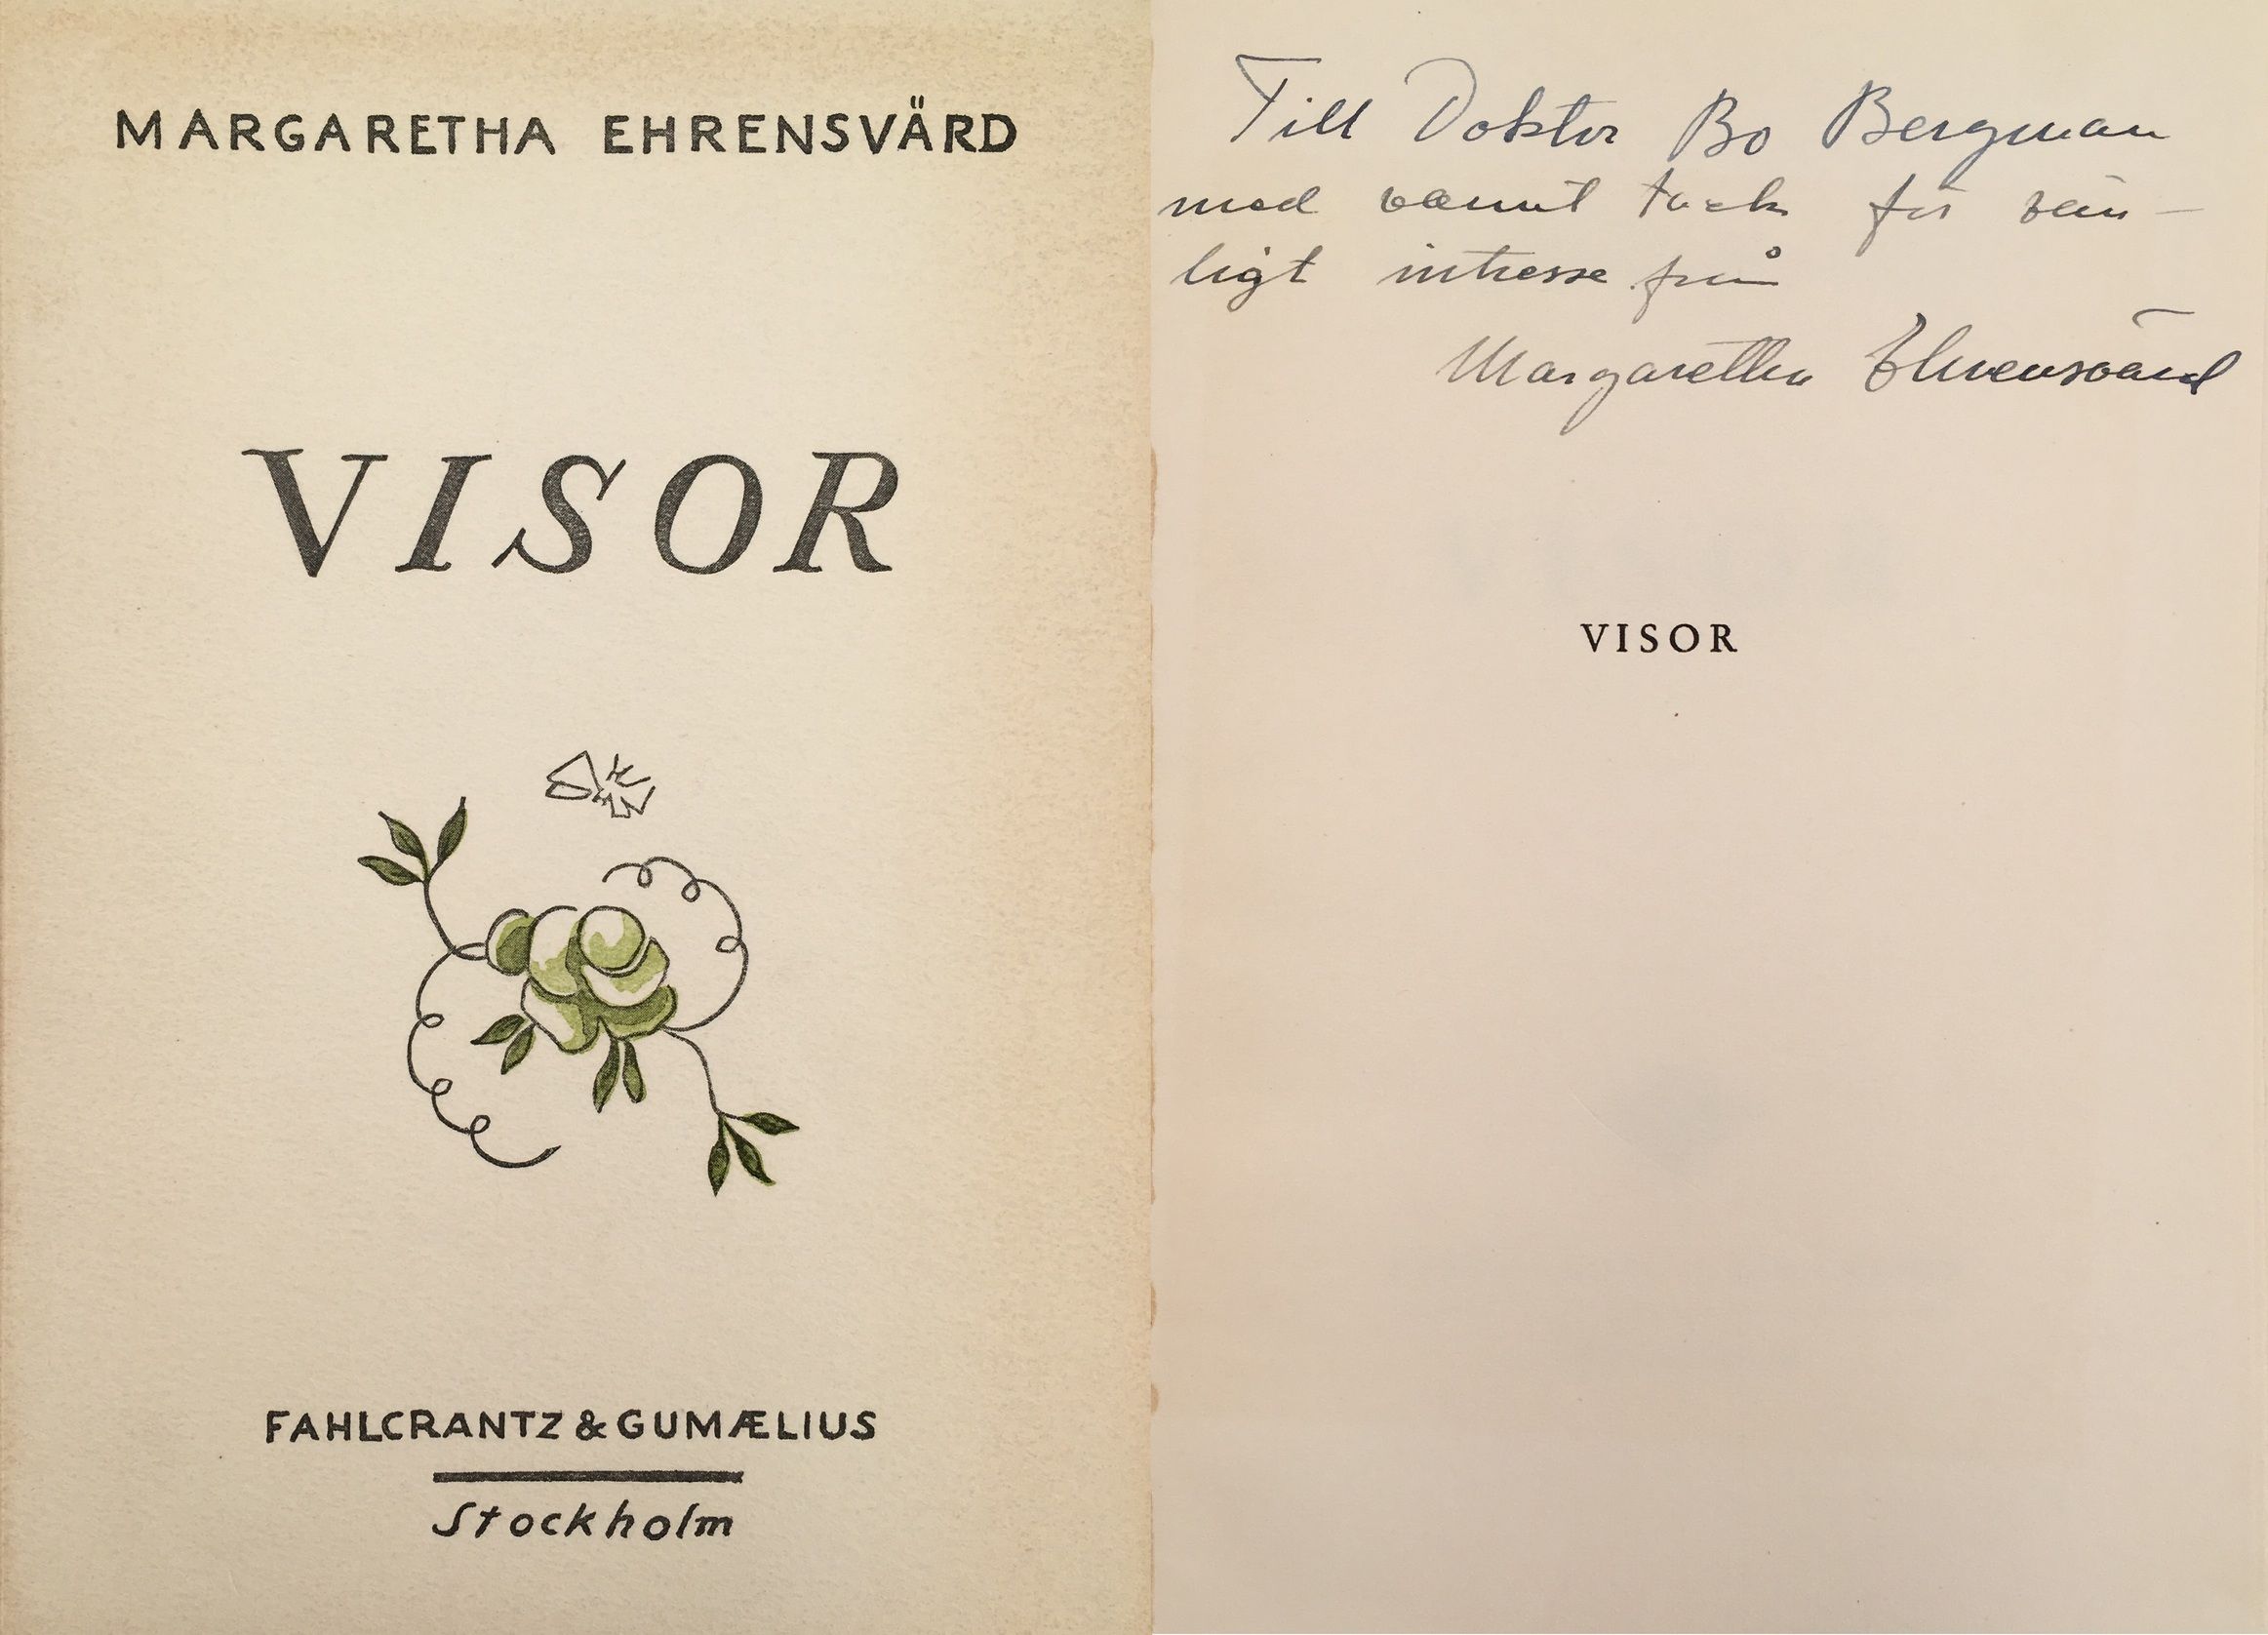 MARGARETHA EHRENSVÄRD
VISOR
FAHLCRANTZ & GUMÆLIUS
Stockholm
Till Doktor Bo Bergman
med varmt tack för vän-
ligt intresse från
Margaretha Ehrensvärd
VISOR